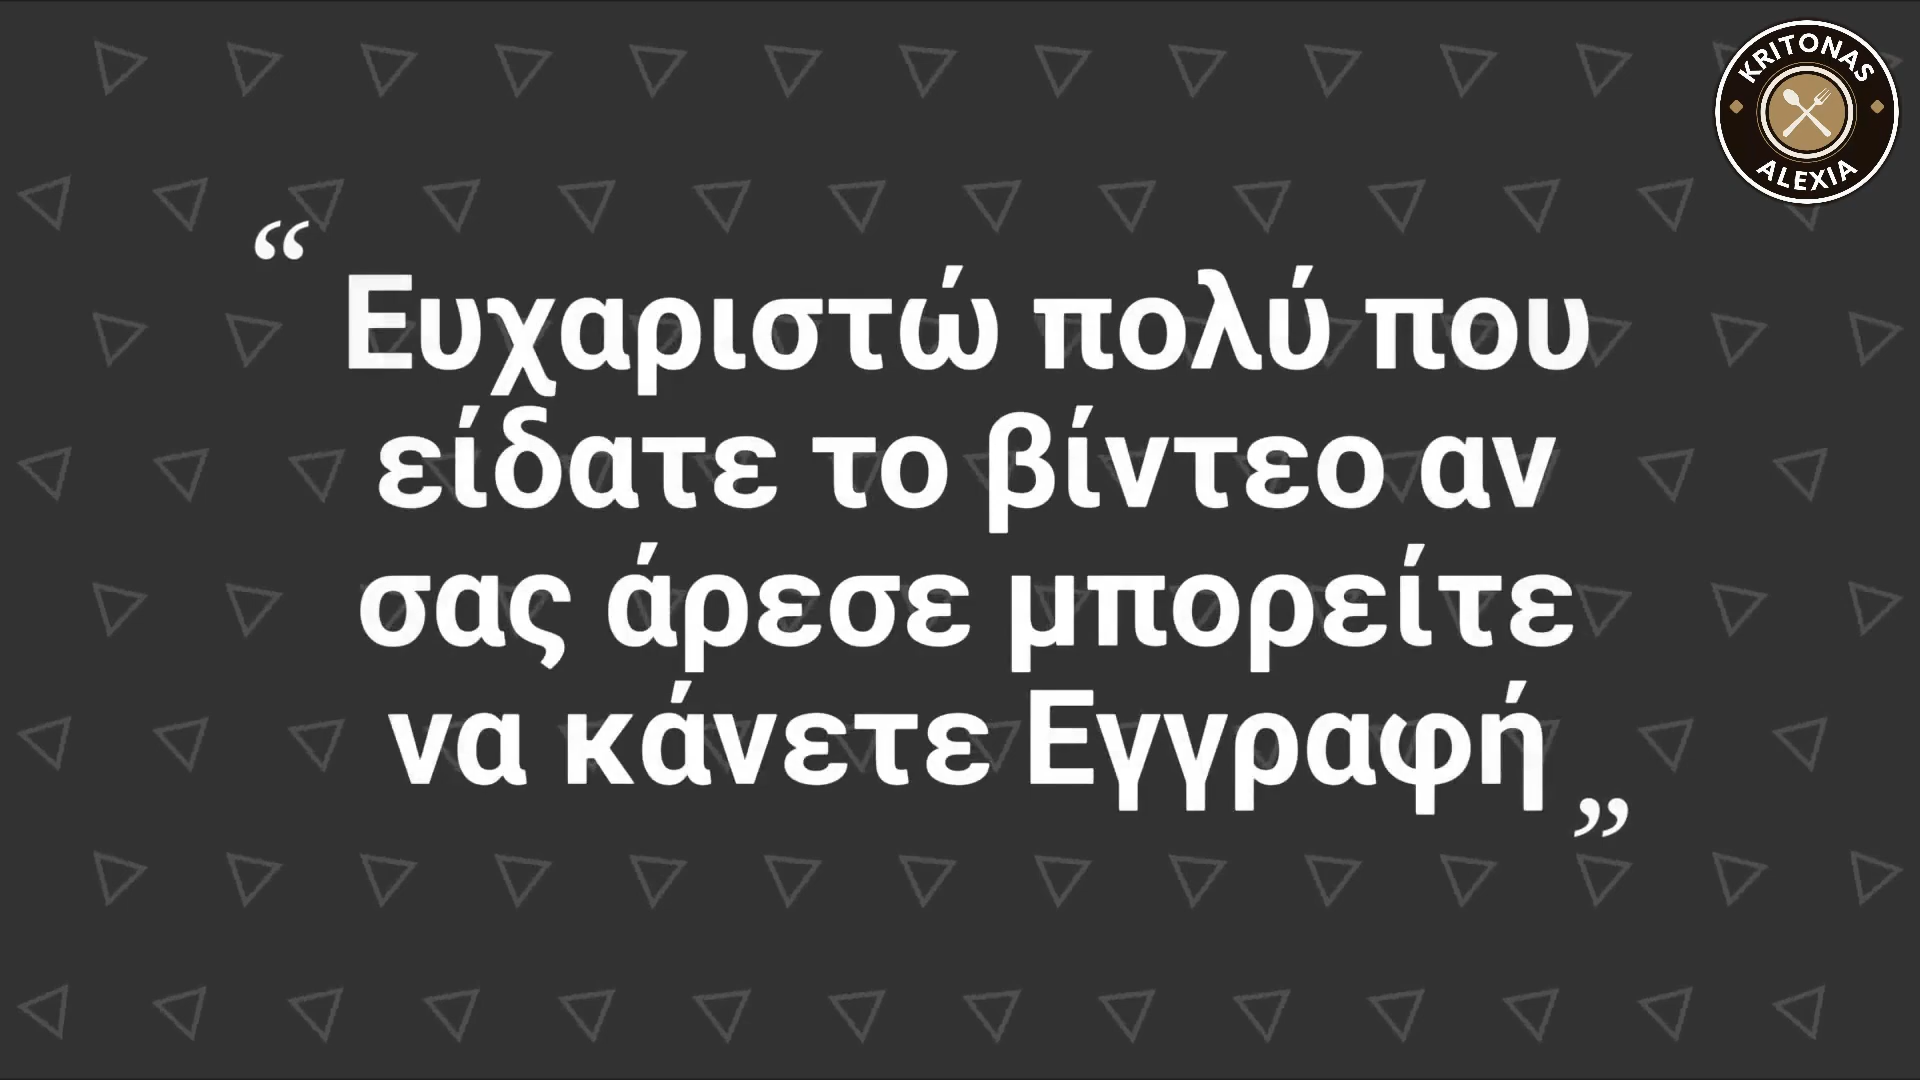 KRITONAS
ALEXIA
“ Ευχαριστώ πολύ που
είδατε το βίντεο αν
σας άρεσε μπορείτε
να κάνετε Εγγραφή ”